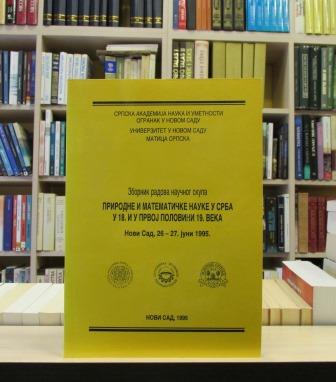 СРПСКА АКАДЕМИЈА НАУКА И УМЕТНОСТИ
ОГРАНАК У НОВОМ САДУ
УНИВЕРЗИТЕТ У НОВОМ САДУ
МАТИЦА СРПСКА
Зборник радова научног скупа
ПРИРОДНЕ И МАТЕМАТИЧКЕ НАУКЕ У СРБА
У 18. И У ПРВОЈ ПОЛОВИНИ 19. ВЕКА
Нови Сад, 26 – 27. јуни 1995.
НОВИ САД, 1995